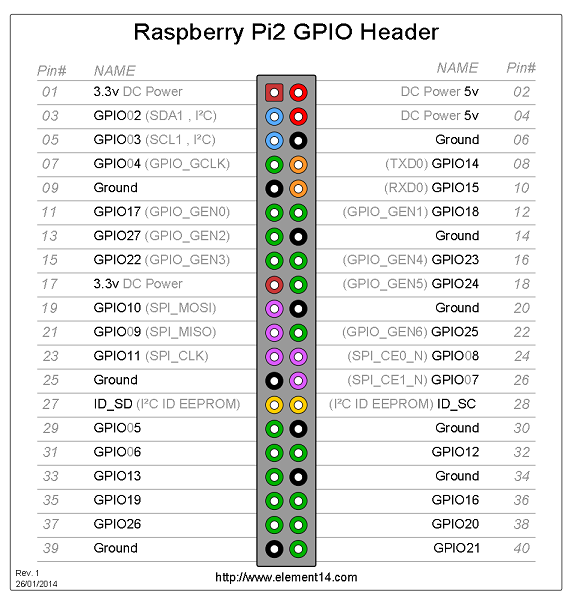 Raspberry Pi2 GPIO Header
Pin# NAME NAME Pin#
01 3.3v DC Power DC Power 5v 02
03 GPIO02 (SDA1 , I²C) DC Power 5v 04
05 GPIO03 (SCL1 , I²C) Ground 06
07 GPIO04 (GPIO_GCLK) (TXD0) GPIO14 08
09 Ground (RXD0) GPIO15 10
11 GPIO17 (GPIO_GEN0) (GPIO_GEN1) GPIO18 12
13 GPIO27 (GPIO_GEN2) Ground 14
15 GPIO22 (GPIO_GEN3) (GPIO_GEN4) GPIO23 16
17 3.3v DC Power (GPIO_GEN5) GPIO24 18
19 GPIO10 (SPI_MOSI) Ground 20
21 GPIO09 (SPI_MISO) (GPIO_GEN6) GPIO25 22
23 GPIO11 (SPI_CLK) (SPI_CE0_N) GPIO08 24
25 Ground (SPI_CE1_N) GPIO07 26
27 ID_SD (I²C ID EEPROM) (I²C ID EEPROM) ID_SC 28
29 GPIO05 Ground 30
31 GPIO06 GPIO12 32
33 GPIO13 Ground 34
35 GPIO19 GPIO16 36
37 GPIO26 GPIO20 38
39 Ground GPIO21 40
Rev. 1
26/01/2014
http://www.element14.com